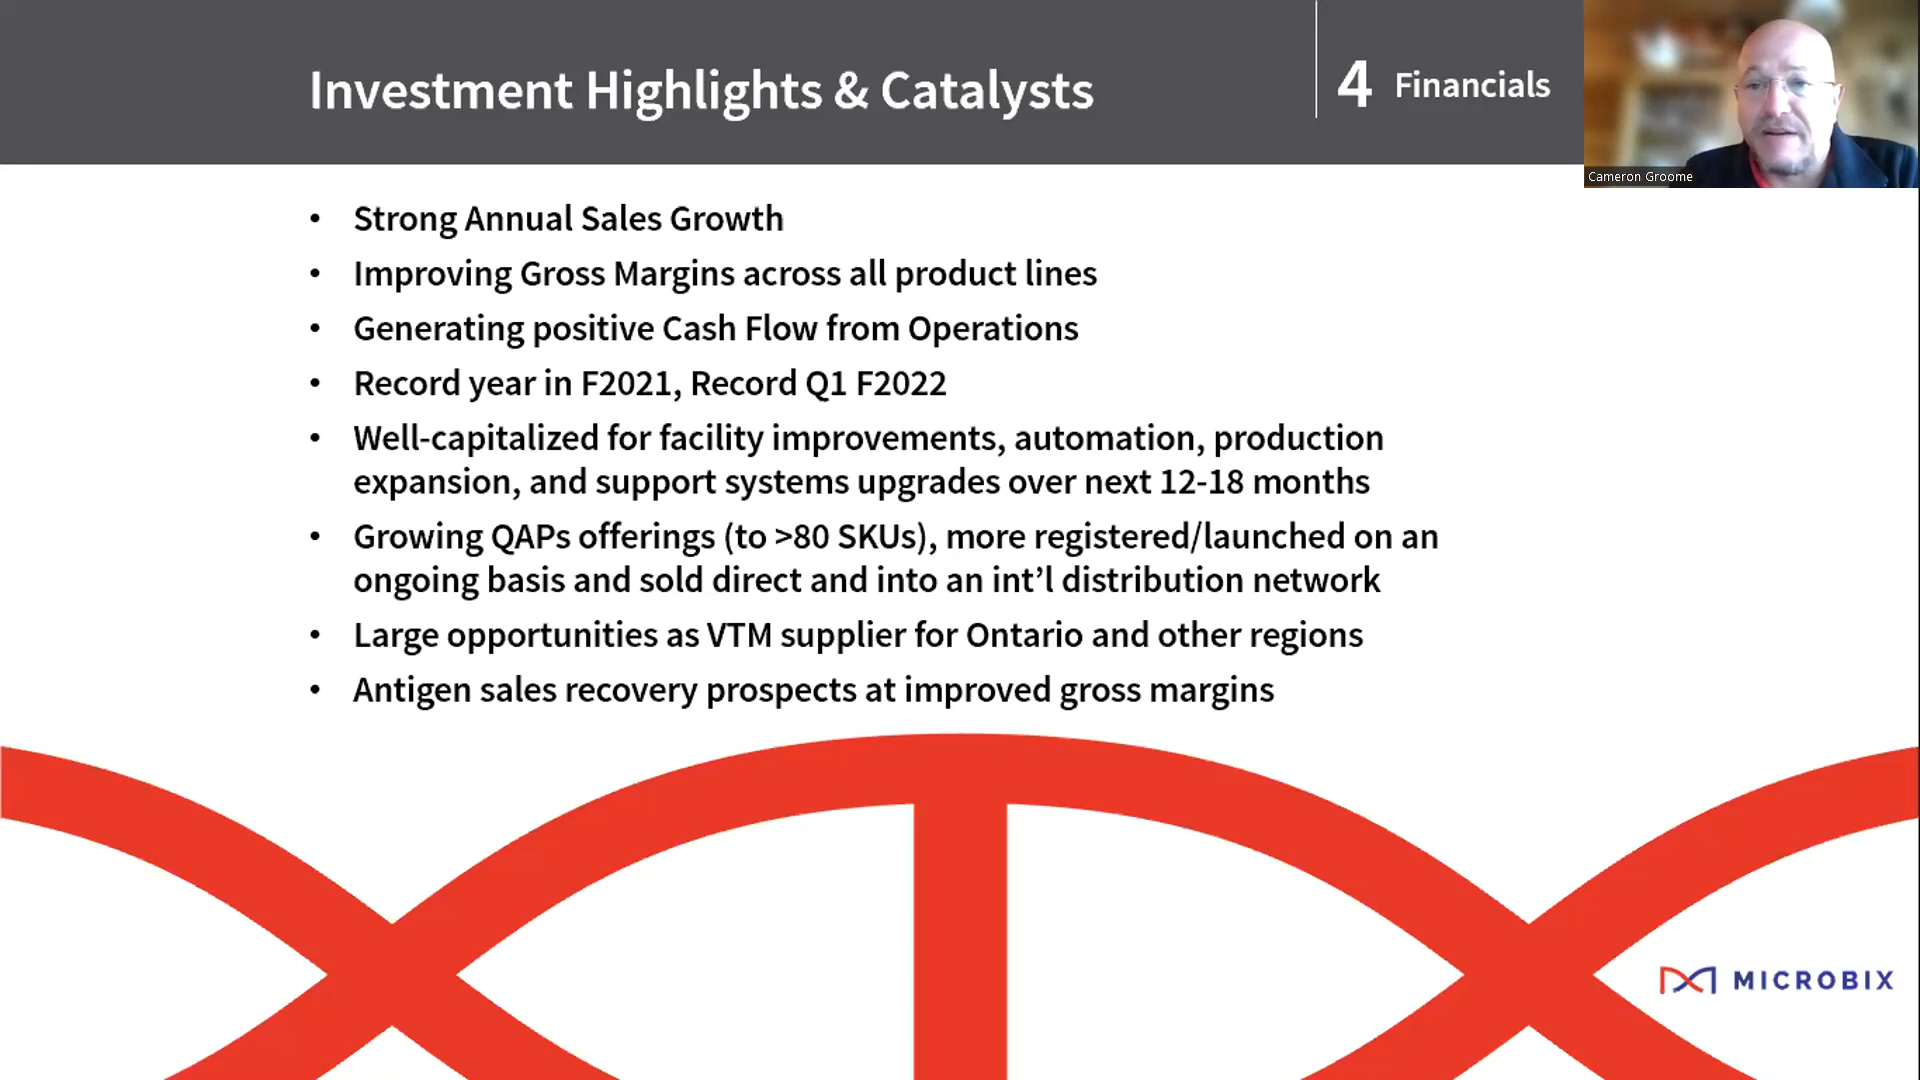 Investment Highlights & Catalysts
4 Financials
Cameron Groome
• Strong Annual Sales Growth
• Improving Gross Margins across all product lines
• Generating positive Cash Flow from Operations
• Record year in F2021, Record Q1 F2022
• Well-capitalized for facility improvements, automation, production
expansion, and support systems upgrades over next 12-18 months
• Growing QAPs offerings (to >80 SKUs), more registered/launched on an
ongoing basis and sold direct and into an int’l distribution network
• Large opportunities as VTM supplier for Ontario and other regions
• Antigen sales recovery prospects at improved gross margins
MICROBIX